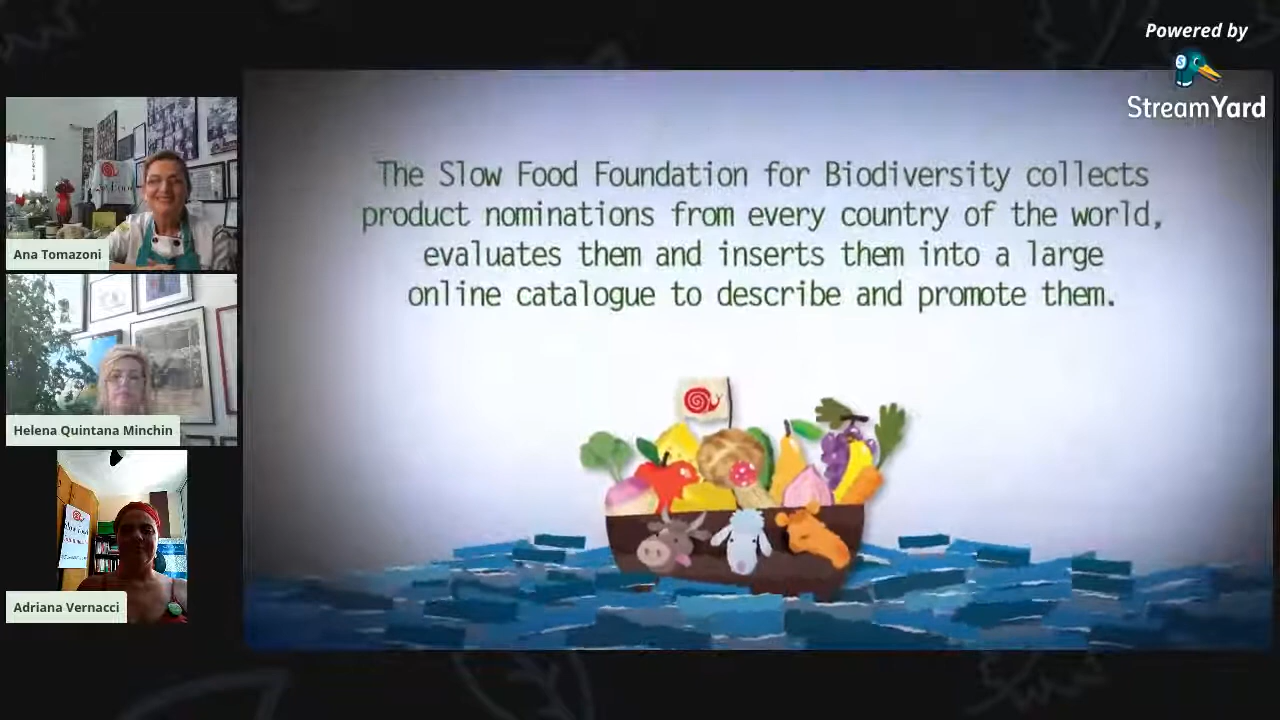 Powered by
StreamYard
The Slow Food Foundation for Biodiversity collects
product nominations from every country of the world,
evaluates them and inserts them into a large
online catalogue to describe and promote them.
Ana Tomazoni
Helena Quintana Minchin
Adriana Vernacci
Slow Food